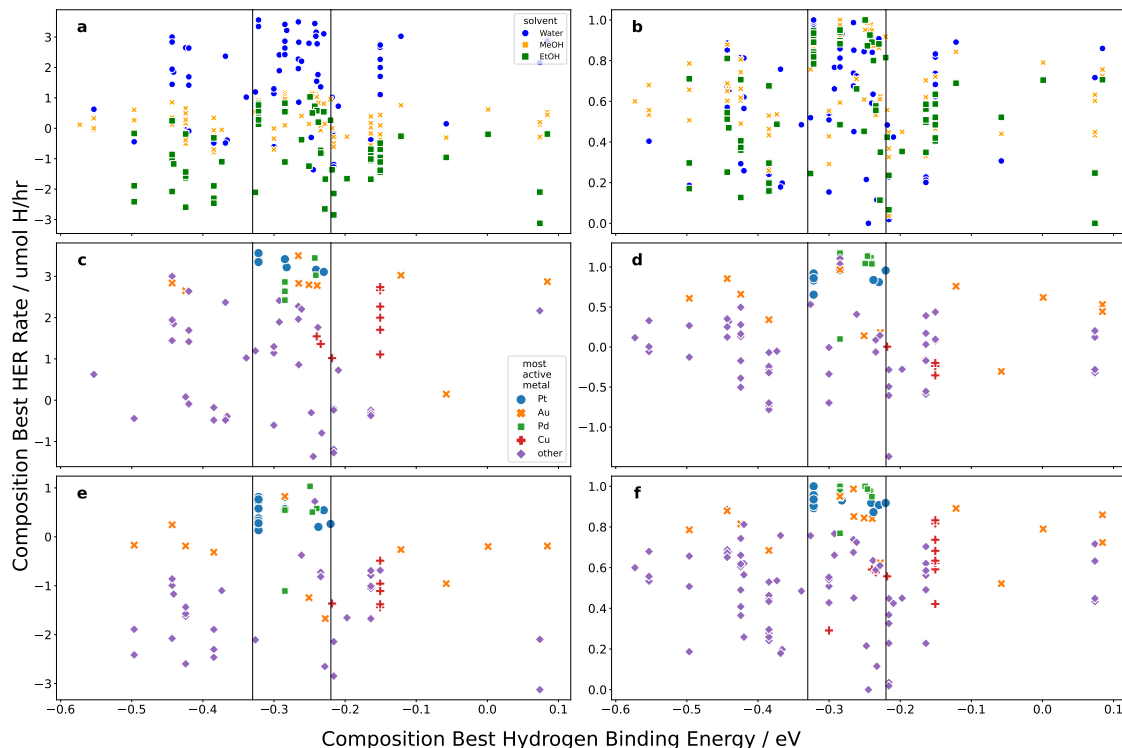 a
solvent
Water
MeOH
EtOH
3
2
1
0
−1
−2
−3
b
1.0
0.8
0.6
0.4
0.2
0.0
c
3
2
1
0
−1
most
active
metal
Pt
Au
Pd
Cu
other
d
1.0
0.5
0.0
−0.5
−1.0
e
1
0
−1
−2
−3
−0.6
−0.5
−0.4
−0.3
−0.2
−0.1
0.0
0.1
f
1.0
0.8
0.6
0.4
0.2
0.0
−0.6
−0.5
−0.4
−0.3
−0.2
−0.1
0.0
0.1
Composition Best HER Rate / umol H/hr
Composition Best Hydrogen Binding Energy / eV